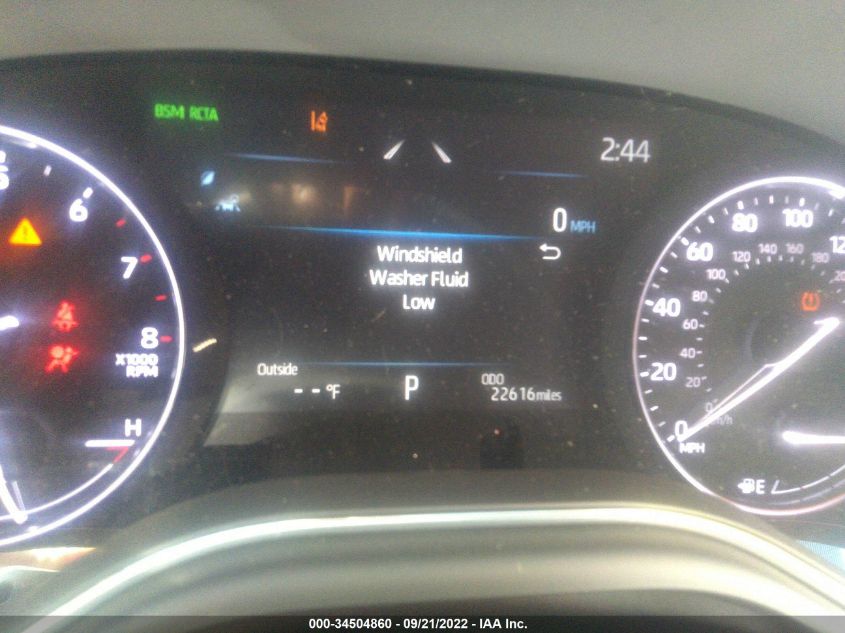 BSM RCTA
2:44
0 MPH
Windshield
Washer Fluid
Low
Outside
-- °F
P
ODO
22616 miles
6
7
8
X1000
RPM
H
0
20
40
60
80
100
0
20
40
60
80
100
120
140
160
180
MPH
E
000-34504860 - 09/21/2022 - IAA Inc.